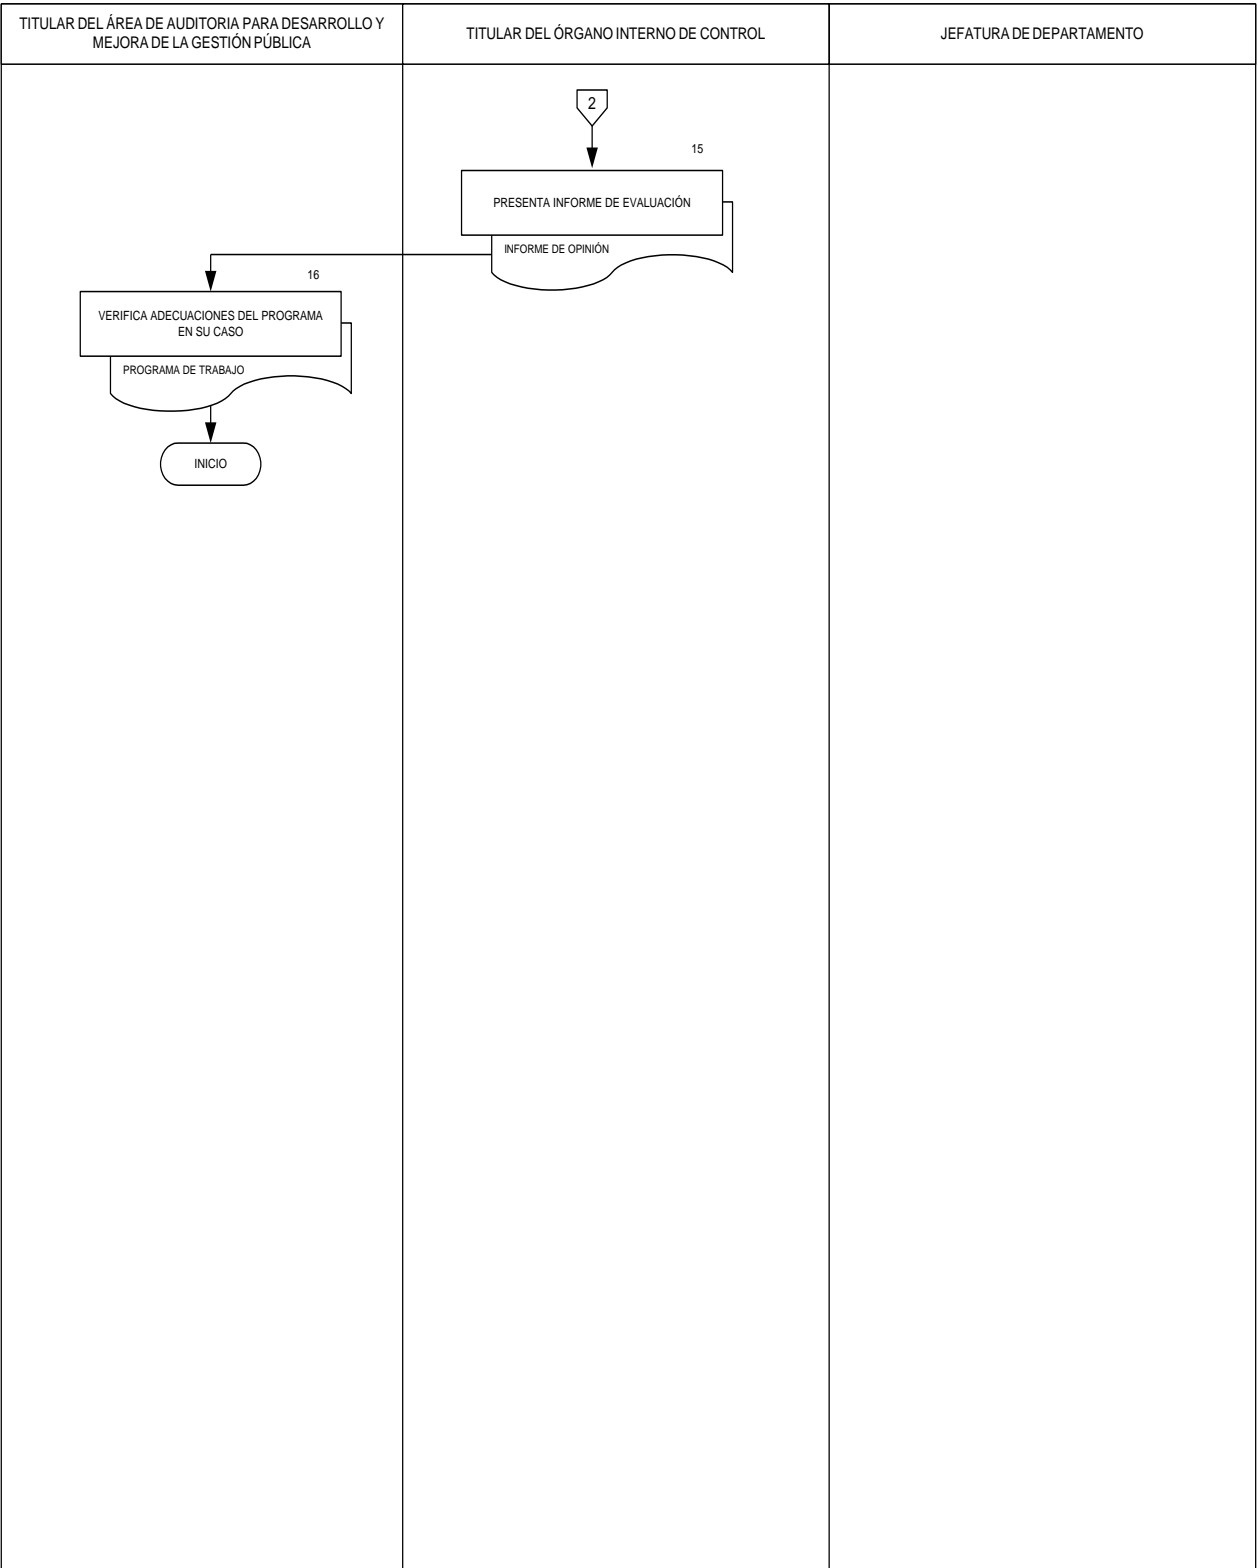 TITULAR DEL ÁREA DE AUDITORIA PARA DESARROLLO Y
MEJORA DE LA GESTIÓN PÚBLICA
TITULAR DEL ÓRGANO INTERNO DE CONTROL
JEFATURA DE DEPARTAMENTO
2
15
PRESENTA INFORME DE EVALUACIÓN
INFORME DE OPINIÓN
16
VERIFICA ADECUACIONES DEL PROGRAMA
EN SU CASO
PROGRAMA DE TRABAJO
INICIO